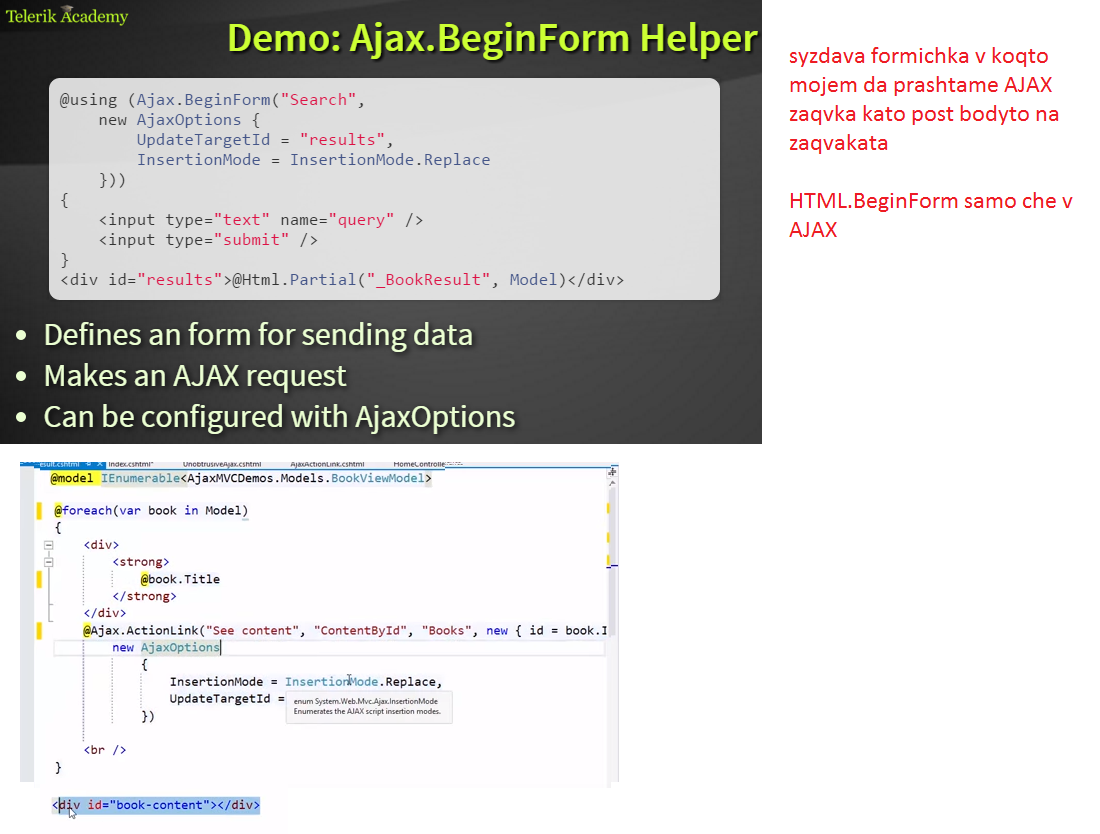 Telerik Academy
Demo: Ajax.BeginForm Helper
@using (Ajax.BeginForm("Search",
new AjaxOptions {
UpdateTargetId = "results",
InsertionMode = InsertionMode.Replace
}))
{
<input type="text" name="query" />
<input type="submit" />
}
<div id="results">@Html.Partial("_BookResult", Model)</div>
• Defines an form for sending data
• Makes an AJAX request
• Can be configured with AjaxOptions
syzdava formichka v koqto
mojem da prashtame AJAX
zaqvka kato post bodyto na
zaqvakata
HTML.BeginForm samo che v
AJAX
esult.cshtml Index.cshtml* UnobtrusiveAjax.cshtml AjaxActionLink.cshtml HomeControlle
@model IEnumerable<AjaxMVCDemos.Models.BookViewModel>
@foreach(var book in Model)
{
<div>
<strong>
@book.Title
</strong>
</div>
@Ajax.ActionLink("See content", "ContentById", "Books", new { id = book.I
new AjaxOptions
{
InsertionMode = InsertionMode.Replace,
UpdateTargetId =
enum System.Web.Mvc.Ajax.InsertionMode
Enumerates the AJAX script insertion modes.
})
<br />
}
<div id="book-content"></div>